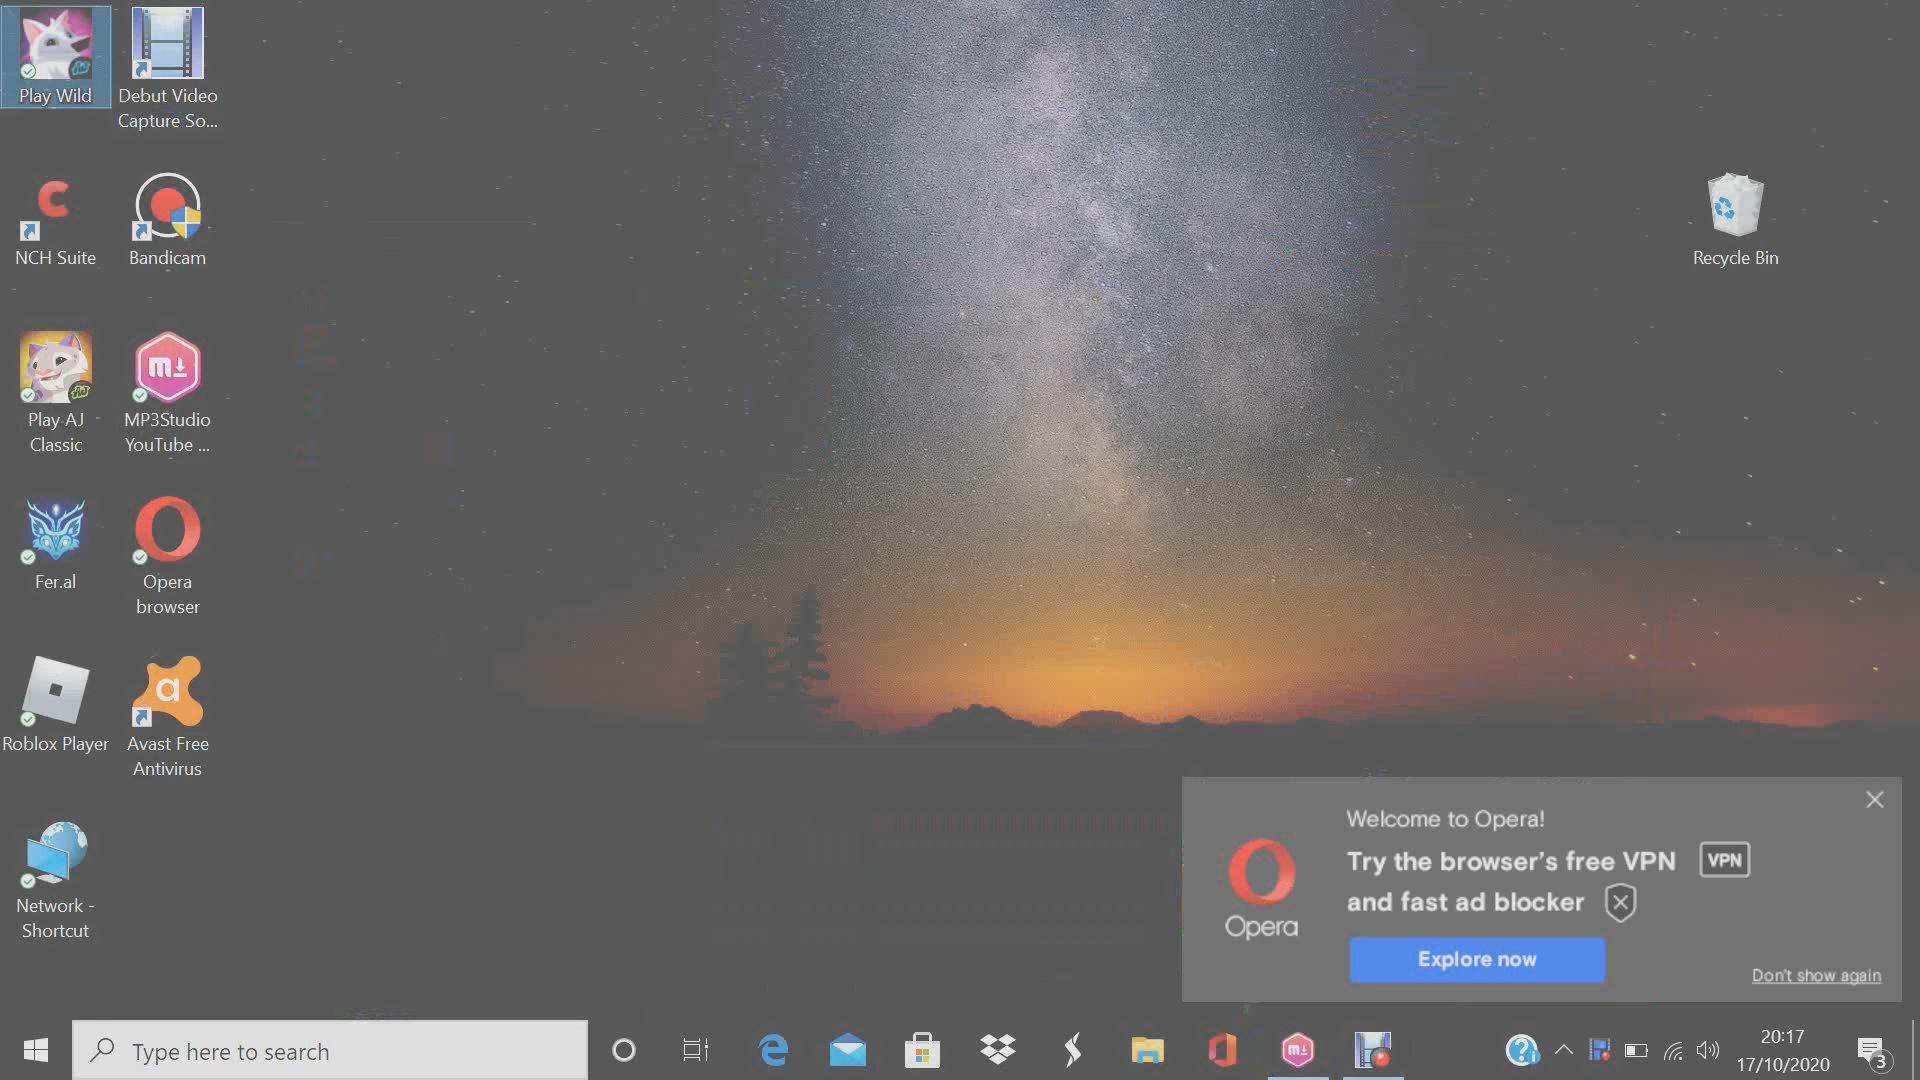 Play Wild
Debut Video
Capture So...
NCH Suite
Bandicam
Recycle Bin
Play AJ
Classic
MP3Studio
YouTube ...
Fer.al
Opera
browser
Roblox Player
Avast Free
Antivirus
Network -
Shortcut
Welcome to Opera!
Try the browser's free VPN VPN
and fast ad blocker
Opera
Explore now
Don't show again
Type here to search
20:17
17/10/2020
3